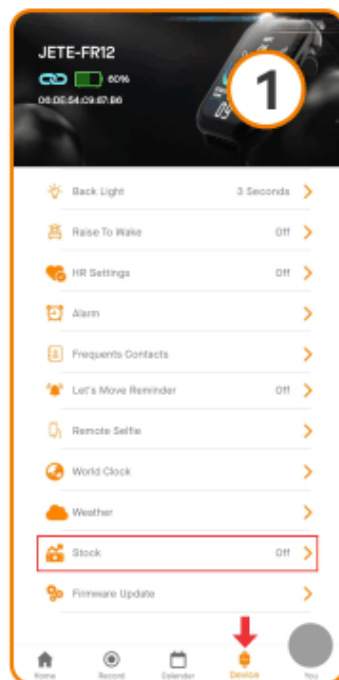 JETE-FR12
60%
1
Back Light 3 Seconds
Raise To Wake Off
HR Settings Off
Alarm
Frequents Contacts
Let's Move Reminder Off
Remote Selfie
World Clock
Weather
Stock Off
Firmware Update
Home Record Calender Device You